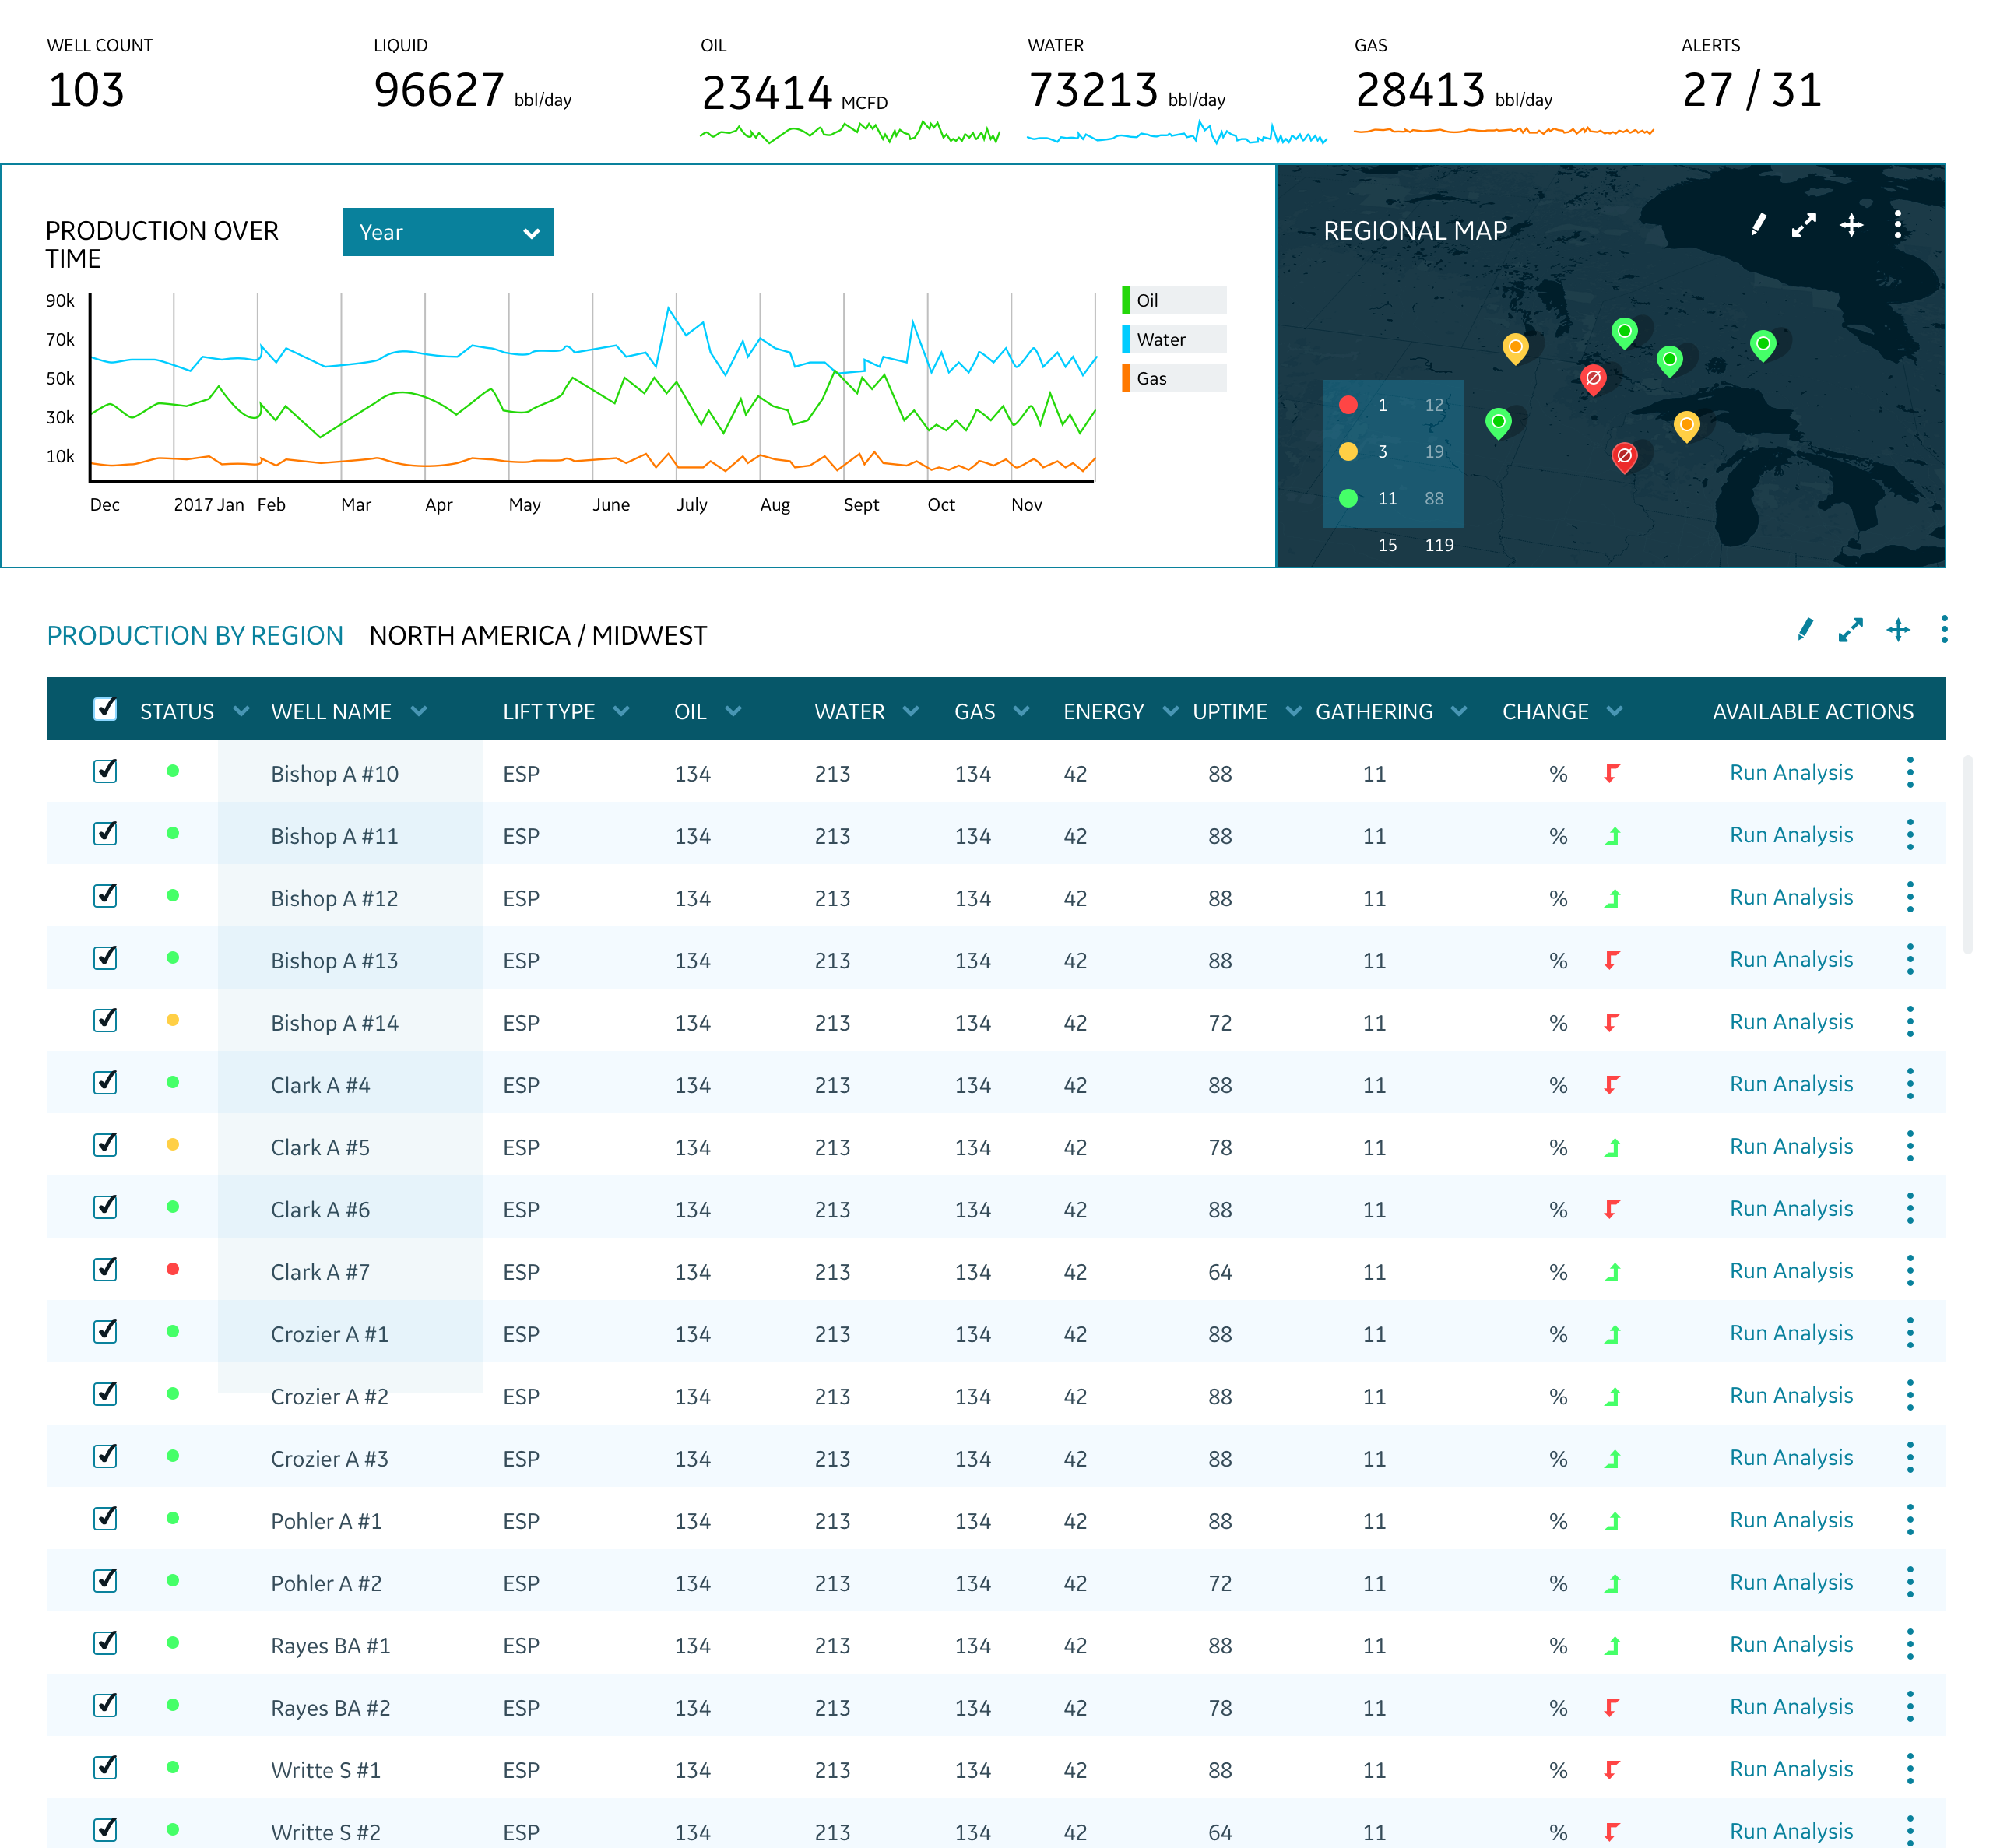 WELL COUNT
103
LIQUID
96627 bbl/day
OIL
23414 MCFD
WATER
73213 bbl/day
GAS
28413 bbl/day
ALERTS
27 / 31
PRODUCTION OVER
TIME
Year
90k
70k
50k
30k
10k
Dec 2017 Jan Feb Mar Apr May June July Aug Sept Oct Nov
Oil
Water
Gas
REGIONAL MAP
1 12
3 19
11 88
15 119
PRODUCTION BY REGION NORTH AMERICA / MIDWEST
STATUS WELL NAME LIFT TYPE OIL WATER GAS ENERGY UPTIME GATHERING CHANGE AVAILABLE ACTIONS
Bishop A #10 ESP 134 213 134 42 88 11 % Run Analysis
Bishop A #11 ESP 134 213 134 42 88 11 % Run Analysis
Bishop A #12 ESP 134 213 134 42 88 11 % Run Analysis
Bishop A #13 ESP 134 213 134 42 88 11 % Run Analysis
Bishop A #14 ESP 134 213 134 42 72 11 % Run Analysis
Clark A #4 ESP 134 213 134 42 88 11 % Run Analysis
Clark A #5 ESP 134 213 134 42 78 11 % Run Analysis
Clark A #6 ESP 134 213 134 42 88 11 % Run Analysis
Clark A #7 ESP 134 213 134 42 64 11 % Run Analysis
Crozier A #1 ESP 134 213 134 42 88 11 % Run Analysis
Crozier A #2 ESP 134 213 134 42 88 11 % Run Analysis
Crozier A #3 ESP 134 213 134 42 88 11 % Run Analysis
Pohler A #1 ESP 134 213 134 42 88 11 % Run Analysis
Pohler A #2 ESP 134 213 134 42 72 11 % Run Analysis
Rayes BA #1 ESP 134 213 134 42 88 11 % Run Analysis
Rayes BA #2 ESP 134 213 134 42 78 11 % Run Analysis
Writte S #1 ESP 134 213 134 42 88 11 % Run Analysis
Writte S #2 ESP 134 213 134 42 64 11 % Run Analysis